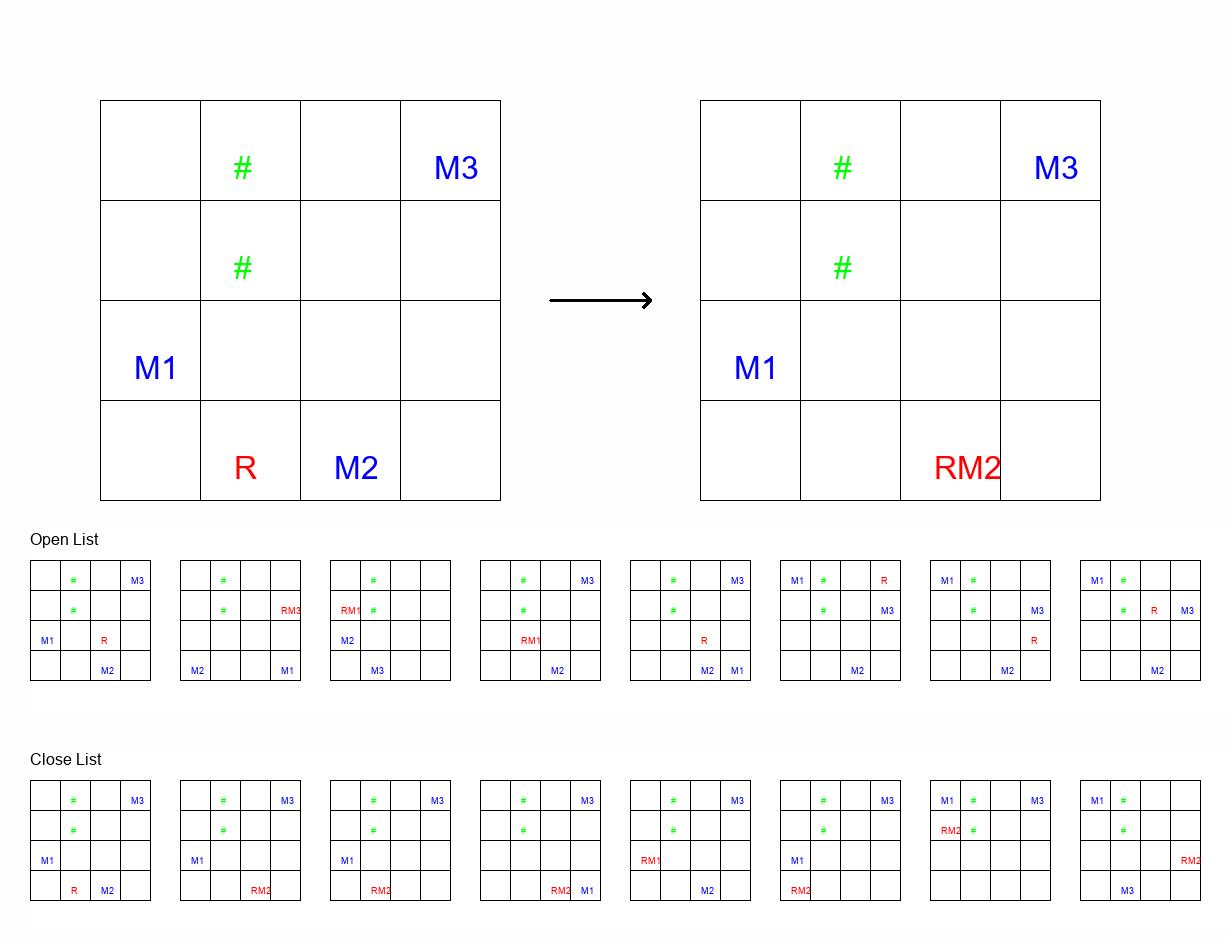 # M3 # M3
# #
M1 M1
R M2 RM2
Open List
# M3 # # # M3 # M3 M1 # R M1 # M1 #
# # RM3 RM1 # # # # M3 # M3 # R M3
M1 R M2 RM1 R R
M2 M2 M1 M3 M2 M2 M1 M2 M2 M2
Close List
# M3 # M3 # M3 # M3 # M3 # M3 M1 # M3 M1 #
# # # # # # RM2 # #
M1 M1 M1 RM1 M1 RM2
R M2 RM2 RM2 RM2 M1 M2 RM2 M3